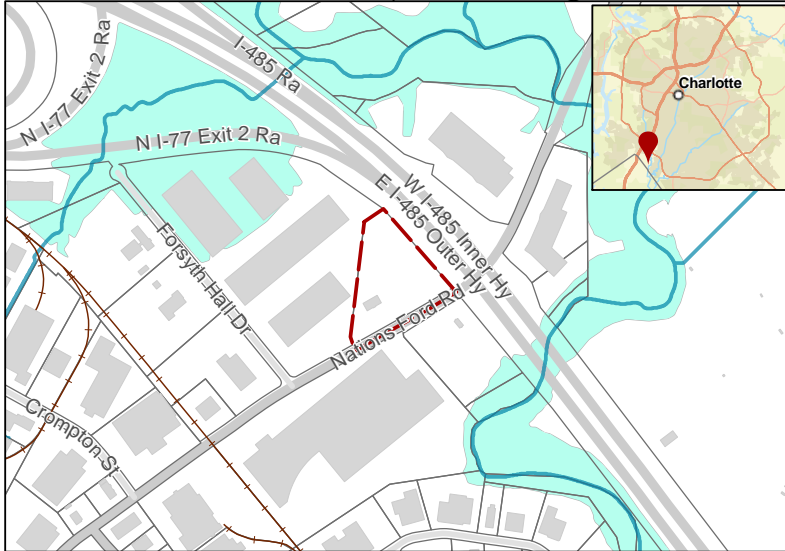 I-485 Ra
N I-77 Exit 2 Ra
N I-77 Exit 2 Ra
Charlotte
W I-485 Inner Hy
E I-485 Outer Hy
Forsyth Hall Dr
Nations Ford Rd
Crompton St